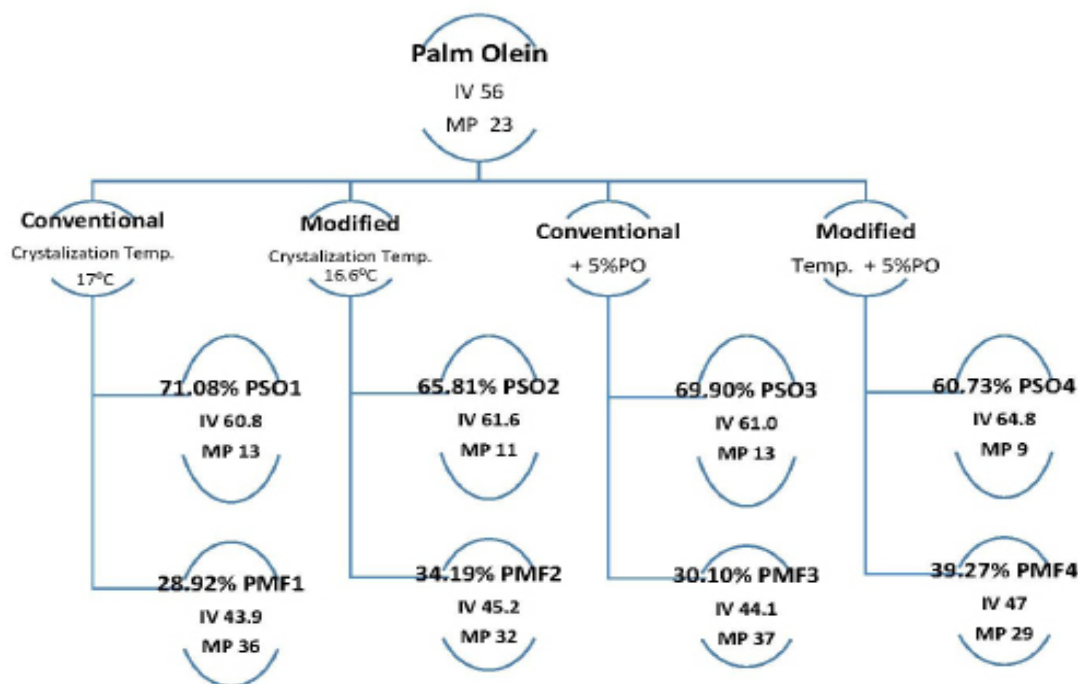 Palm Olein
IV 56
MP 23
Conventional
Crystalization Temp.
17⁰C
Modified
Crystalization Temp.
16.6⁰C
Conventional
+ 5%PO
Modified
Temp. + 5%PO
71.08% PSO1
IV 60.8
MP 13
65.81% PSO2
IV 61.6
MP 11
69.90% PSO3
IV 61.0
MP 13
60.73% PSO4
IV 64.8
MP 9
28.92% PMF1
IV 43.9
MP 36
34.19% PMF2
IV 45.2
MP 32
30.10% PMF3
IV 44.1
MP 37
39.27% PMF4
IV 47
MP 29